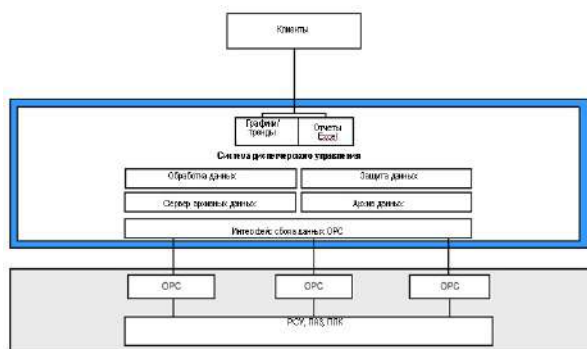 Клиенты
Графики/
тренды
Отчеты
Excel
Система диспетчерского управления
Обработка данных
Защита данных
Сервер архивных данных
Архив данных
Интерфейс сбора данных OPC
OPC
OPC
OPC
РСУ, ПАЗ, ПЛК